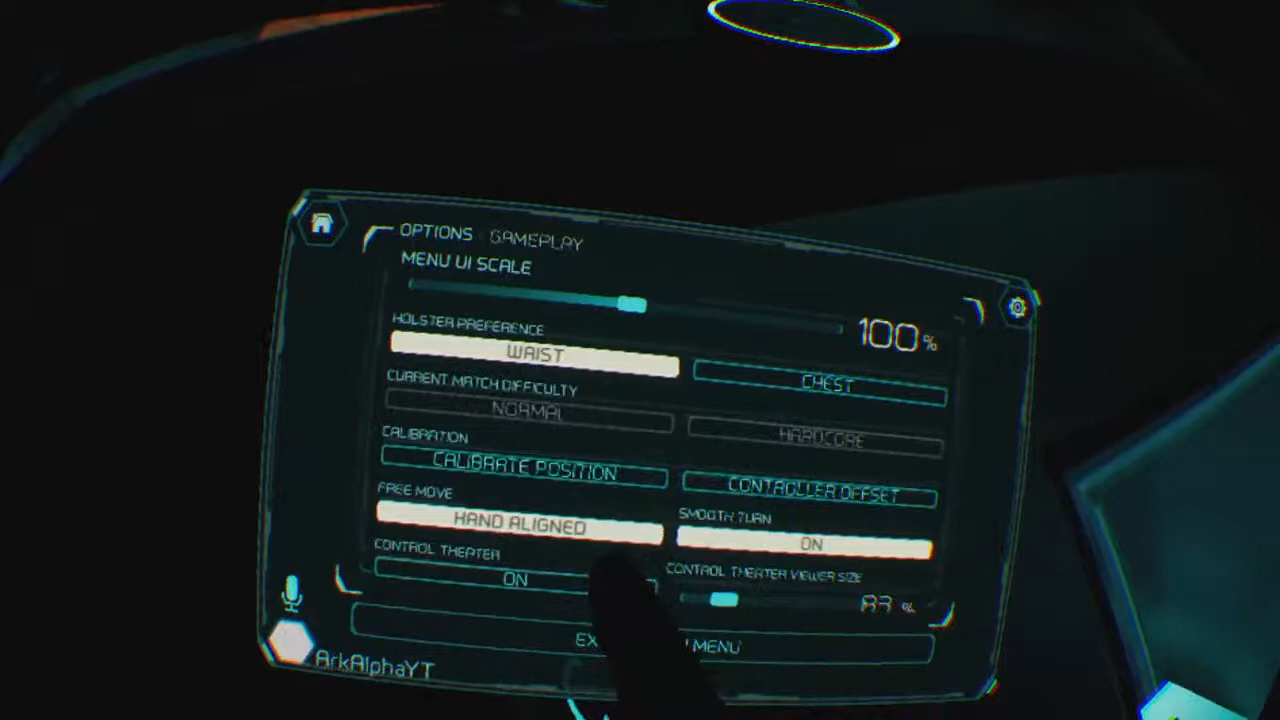 OPTIONS GAMEPLAY
MENU UI SCALE
100%
HOLSTER PREFERENCE
WAIST CHEST
CURRENT MATCH DIFFICULTY
NORMAL HARDCORE
CALIBRATION
CALIBRATE POSITION CONTROLLER OFFSET
FREE MOVE SMOOTH TURN
HAND ALIGNED ON
CONTROL THEATER CONTROL THEATER VIEWER SIZE
ON %
MENU
ArkAlphaYT